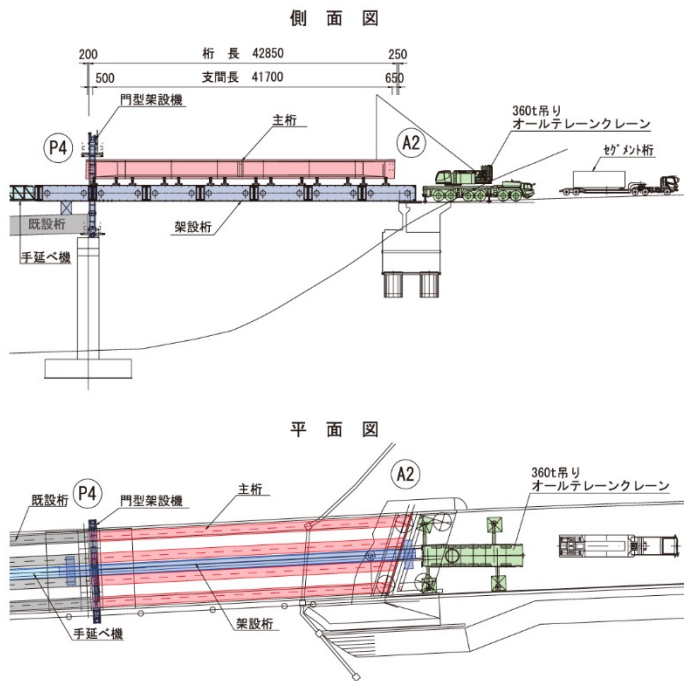 側面図
200 桁長 42850 250
500 支間長 41700 650
門型架設機
360t吊り
オールテレーンクレーン
主桁
P4
A2
セグメント桁
既設桁
架設桁
手延べ機
平面図
A2
360t吊り
オールテレーンクレーン
主桁
P4
門型架設機
既設桁
手延べ機
架設桁